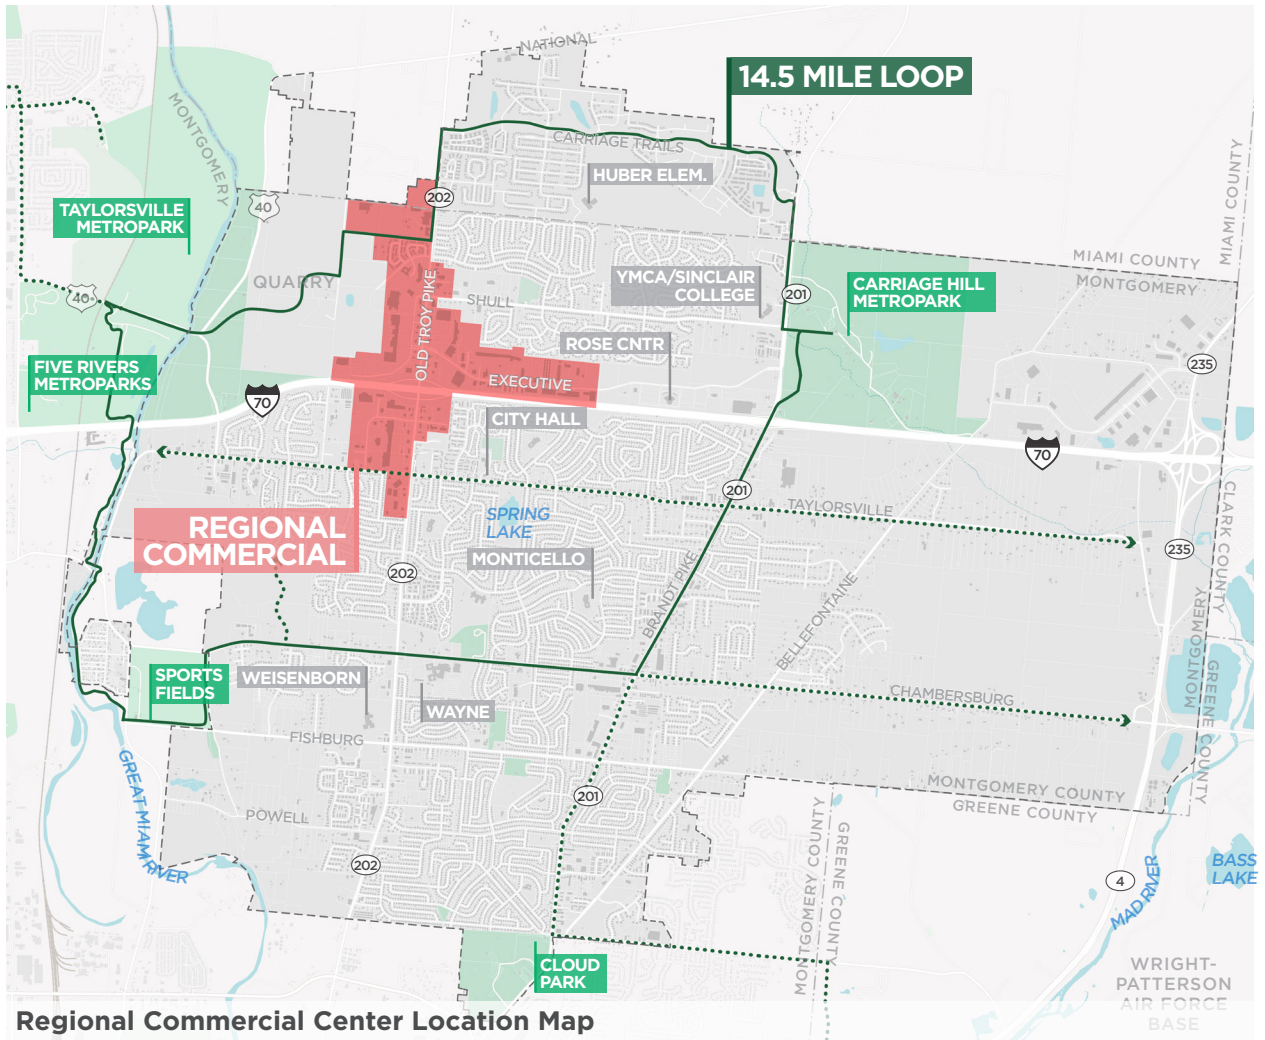 NATIONAL
14.5 MILE LOOP
MONTGOMERY
CARRIAGE TRAILS
MIAMI COUNTY
HUBER ELEM.
202
40
TAYLORSVILLE
METROPARK
MIAMI COUNTY
MONTGOMERY
YMCA/SINCLAIR
COLLEGE
201
CARRIAGE HILL
METROPARK
QUARRY
OLD TROY PIKE
SHULL
40
ROSE CNTR
235
FIVE RIVERS
METROPARKS
EXECUTIVE
70
CITY HALL
70
201
TAYLORSVILLE
CLARK COUNTY
REGIONAL
COMMERCIAL
SPRING
LAKE
235
MONTICELLO
202
BRANDT PIKE
BELLEFONTAINE
MONTGOMERY
GREENE COUNTY
SPORTS
FIELDS
WEISENBORN
WAYNE
CHAMBERSBURG
FISHBURG
GREAT MIAMI RIVER
201
MONTGOMERY COUNTY
GREENE COUNTY
POWELL
202
MONTGOMERY COUNTY
GREENE COUNTY
4
MAD RIVER
BASS
LAKE
CLOUD
PARK
WRIGHT-
PATTERSON
AIR FORCE
BASE
Regional Commercial Center Location Map